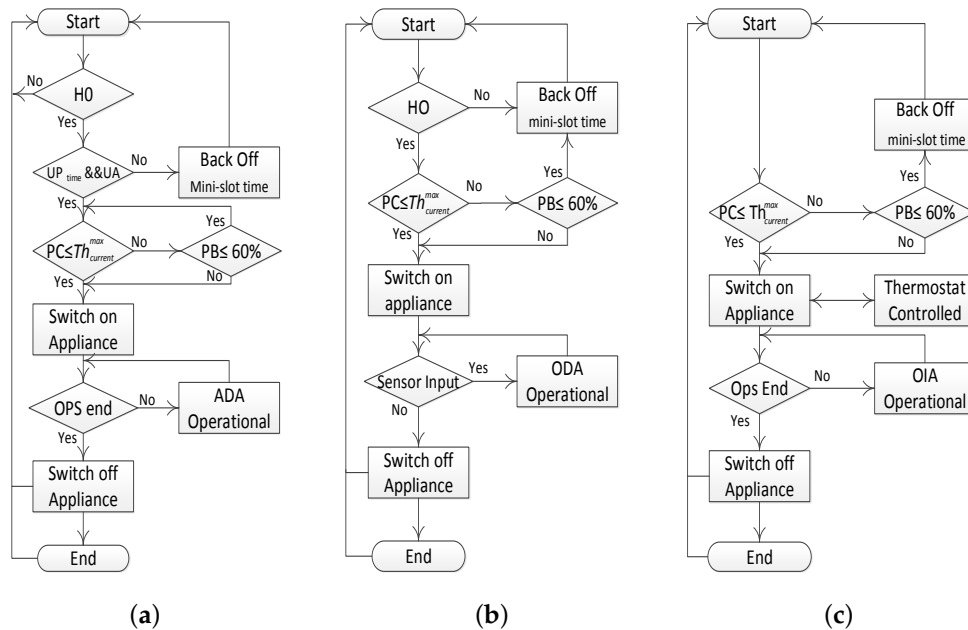 Start
H0
No
Yes
UP time &&UA
No
Back Off
Mini-slot time
Yes
Yes
PC≤Th max current
No
PB≤ 60%
Yes
No
Switch on
Appliance
OPS end
No
ADA
Operational
Yes
Switch off
Appliance
End
(a)
Start
HO
No
Back Off
mini-slot time
Yes
Yes
PC≤Th max current
No
PB≤ 60%
Yes
No
Switch on
appliance
Sensor Input
Yes
ODA
Operational
No
Switch off
Appliance
End
(b)
Start
Back Off
mini-slot time
Yes
PC≤ Th max current
No
PB≤ 60%
Yes
No
Switch on
Appliance
Thermostat
Controlled
Ops End
No
OIA
Operational
Yes
Switch off
Appliance
End
(c)